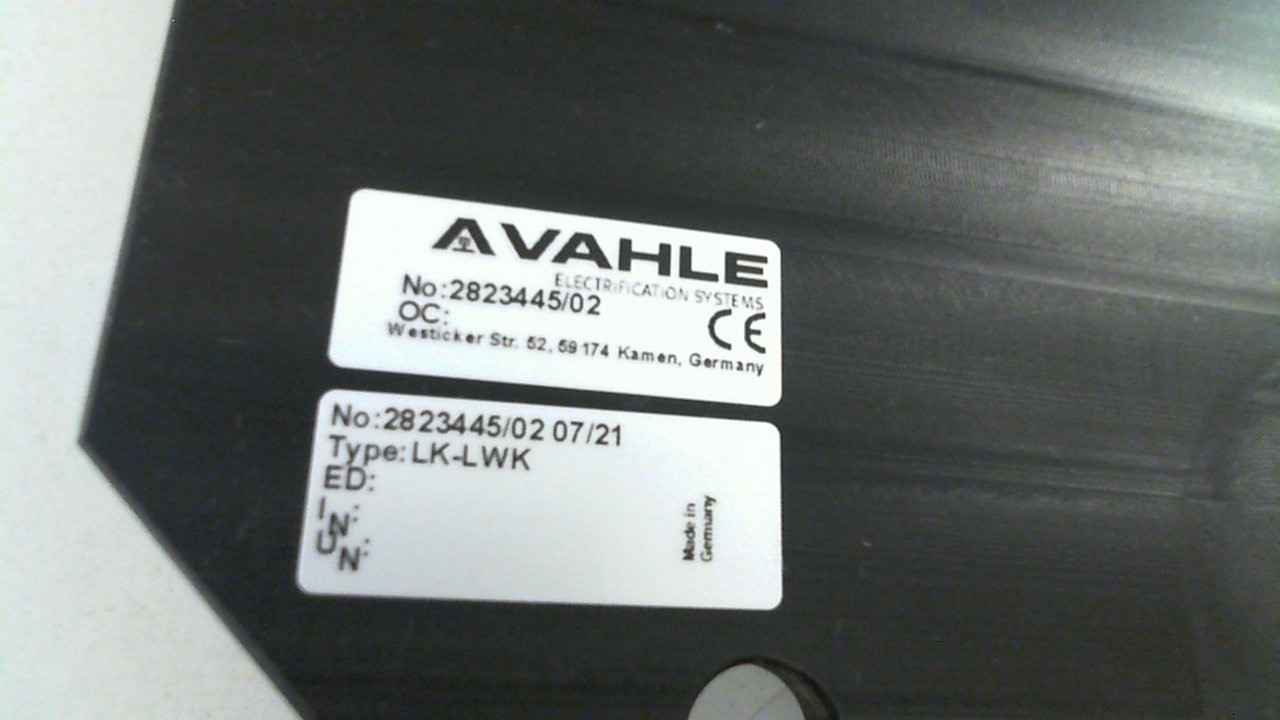 VAHLE
ELECTRIFICATION SYSTEMS
No:2823445/02
OC:
CE
Westicker Str. 52, 59174 Kamen, Germany
No:2823445/02 07/21
Type:LK-LWK
ED:
IN:
UN:
Made in
Germany